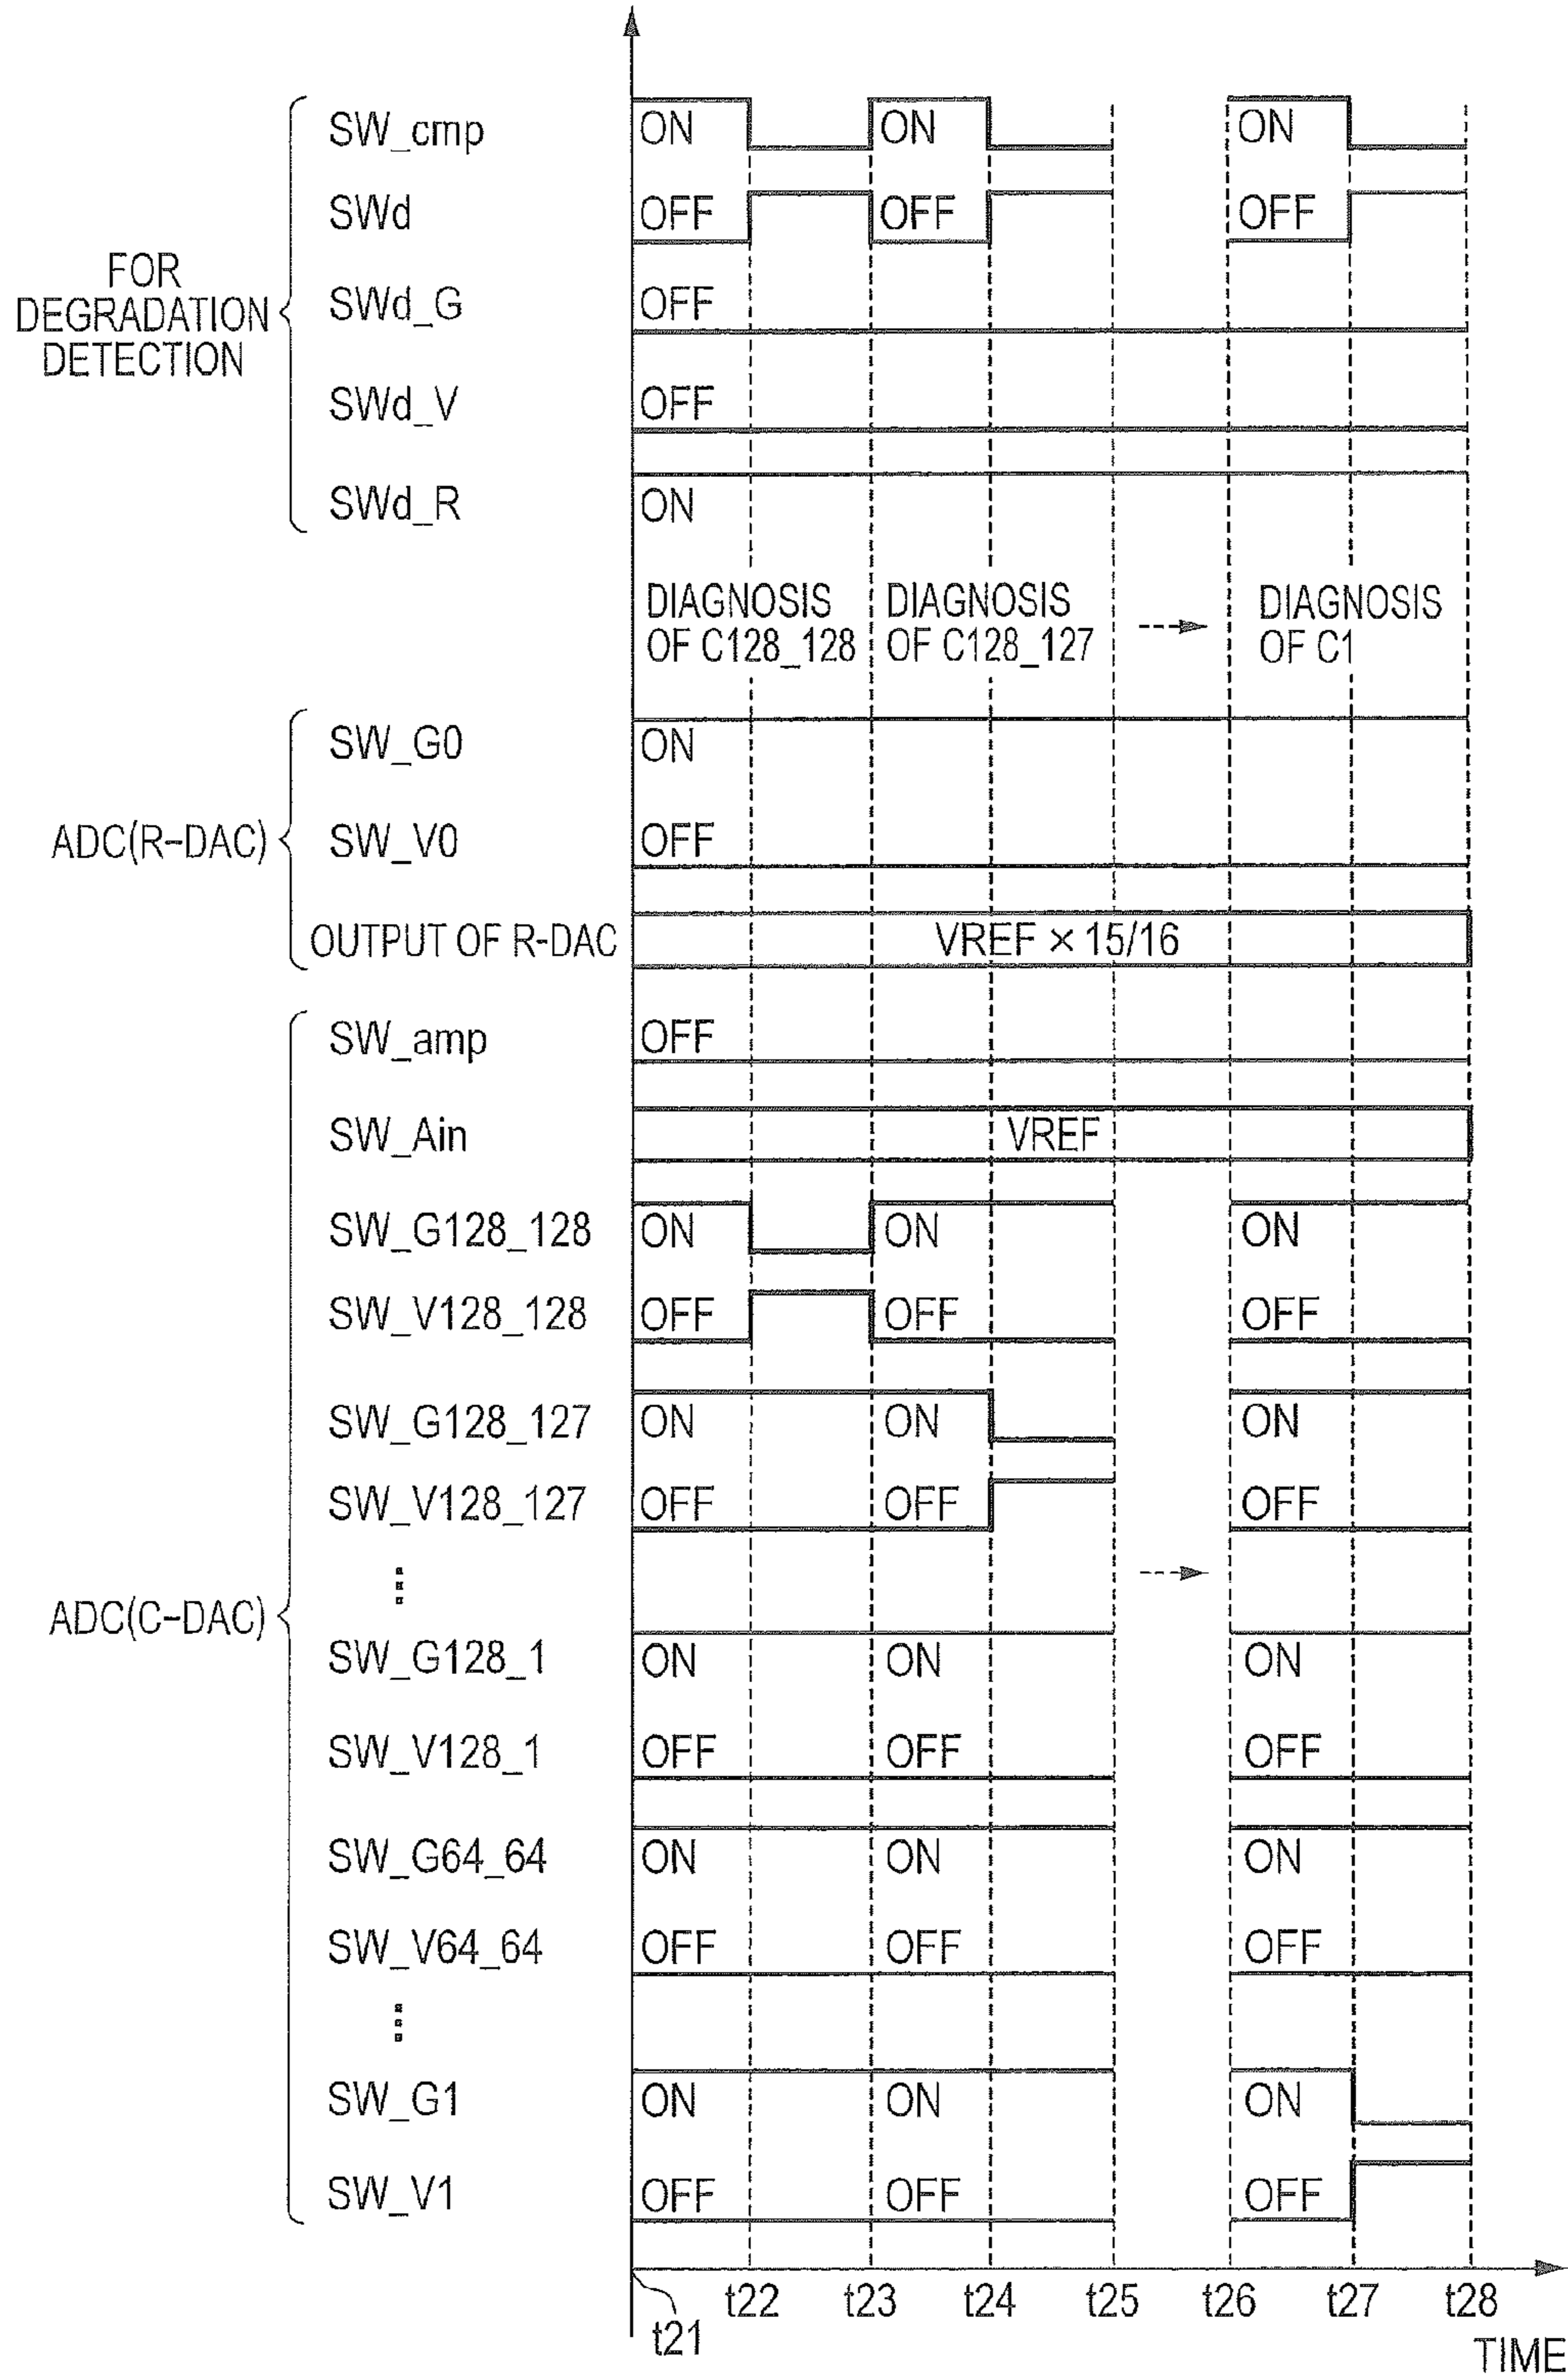 SW_cmp ON ON ON
SWd OFF OFF OFF
FOR
DEGRADATION
DETECTION
SWd_G OFF
SWd_V OFF
SWd_R ON
DIAGNOSIS
OF C128_128
DIAGNOSIS
OF C128_127
DIAGNOSIS
OF C1
ADC(R-DAC)
SW_G0 ON
SW_V0 OFF
OUTPUT OF R-DAC VREF × 15/16
SW_amp OFF
SW_Ain VREF
SW_G128_128 ON ON ON
SW_V128_128 OFF OFF OFF
SW_G128_127 ON ON ON
SW_V128_127 OFF OFF OFF
ADC(C-DAC)
SW_G128_1 ON ON ON
SW_V128_1 OFF OFF OFF
SW_G64_64 ON ON ON
SW_V64_64 OFF OFF OFF
SW_G1 ON ON ON
SW_V1 OFF OFF OFF
t21 t22 t23 t24 t25 t26 t27 t28
TIME